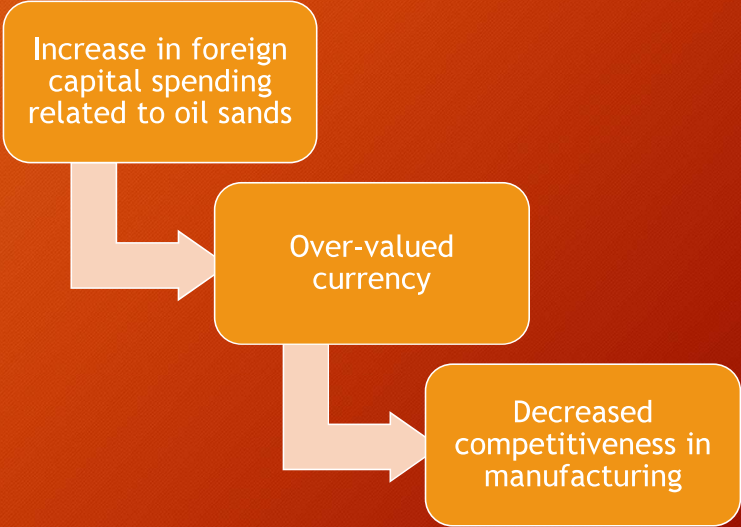 Increase in foreign
capital spending
related to oil sands
Over-valued
currency
Decreased
competitiveness in
manufacturing